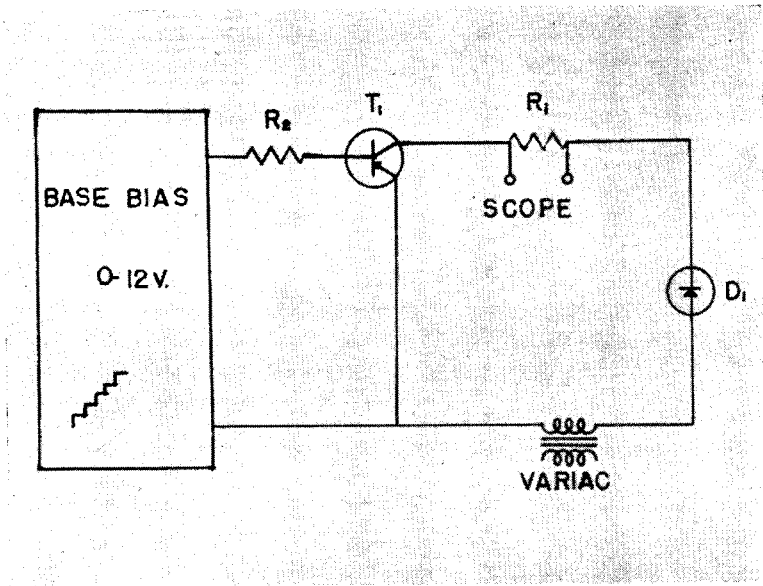 T₁
R₁
R₂
BASE BIAS
SCOPE
0-12V.
D₁
VARIAC